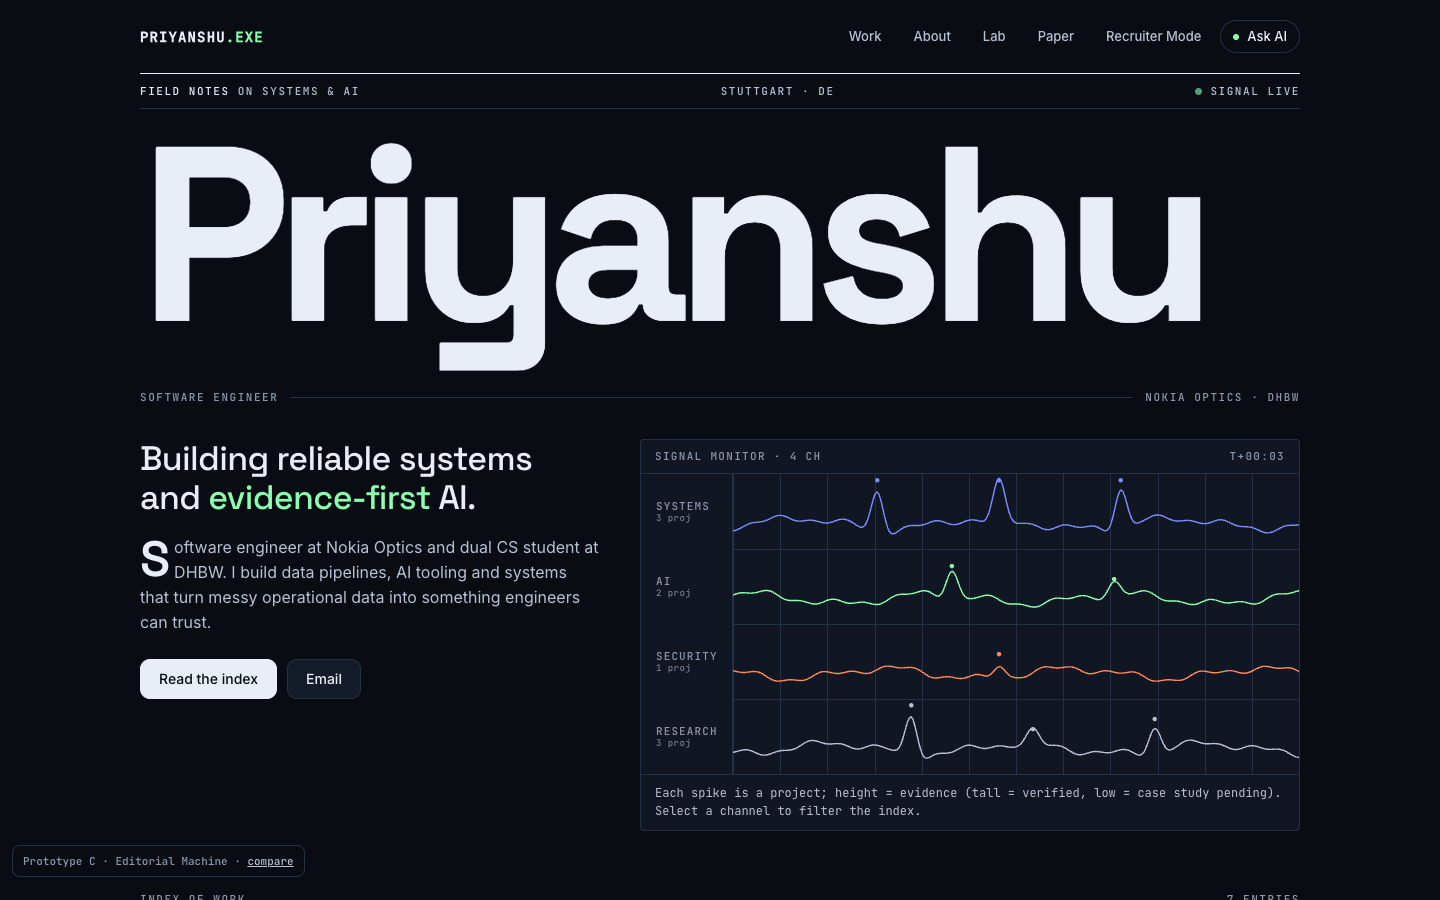 PRIYANSHU.EXE
Work About Lab Paper Recruiter Mode Ask AI
FIELD NOTES ON SYSTEMS & AI STUTTGART · DE SIGNAL LIVE
Priyanshu
SOFTWARE ENGINEER NOKIA OPTICS · DHBW
Building reliable systems
and evidence-first AI.
Software engineer at Nokia Optics and dual CS student at
DHBW. I build data pipelines, AI tooling and systems
that turn messy operational data into something engineers
can trust.
Read the index Email
SIGNAL MONITOR · 4 CH T+00:03
SYSTEMS
3 proj
AI
2 proj
SECURITY
1 proj
RESEARCH
3 proj
Each spike is a project; height = evidence (tall = verified, low = case study pending).
Select a channel to filter the index.
Prototype C · Editorial Machine · compare
INDEX OF WORK 7 ENTRIES